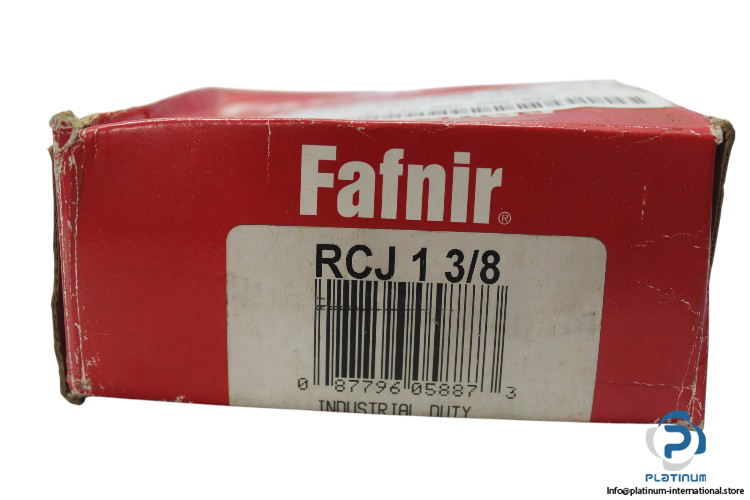 Fafnir®
RCJ 1 3/8
0 87796 05887 3
INDUSTRIAL DUTY
PLATINUM
Info@platinum-international.store